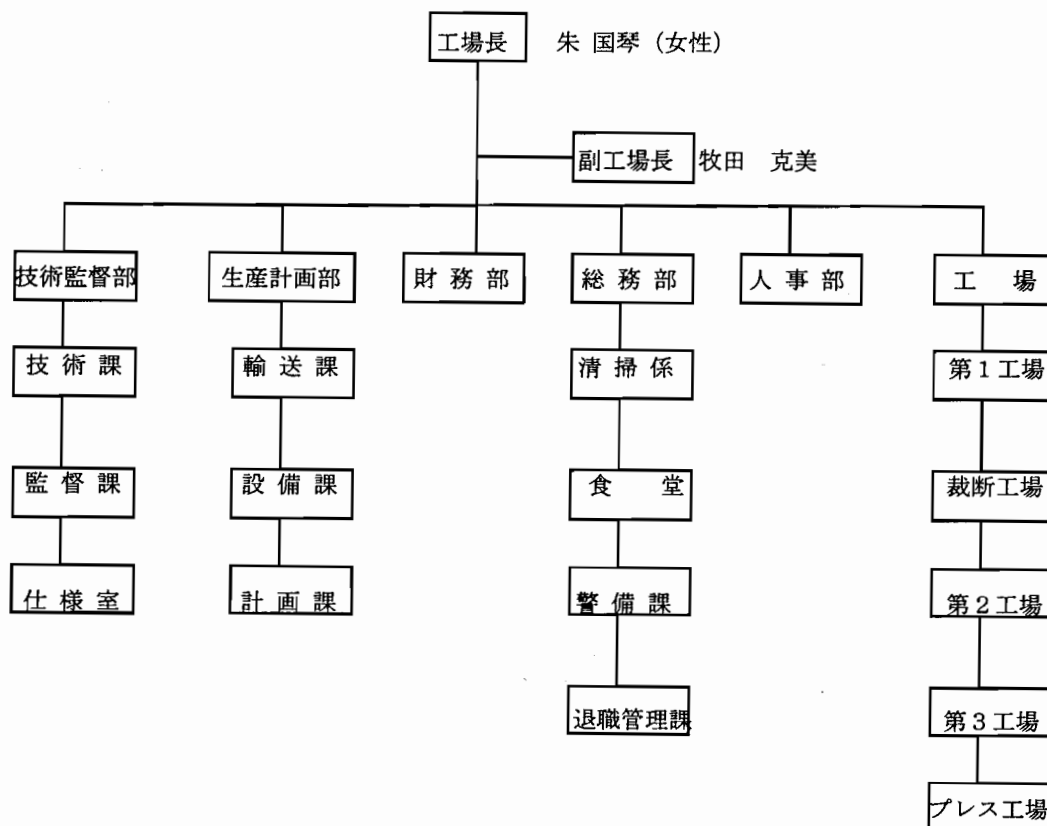 工場長 朱 国琴（女性）
副工場長 牧田 克美
技術監督部 生産計画部 財務部 総務部 人事部 工 場
技術課 輸送課 清掃係 第1工場
監督課 設備課 食 堂 裁断工場
仕様室 計画課 警備課 第2工場
退職管理課 第3工場
プレス工場